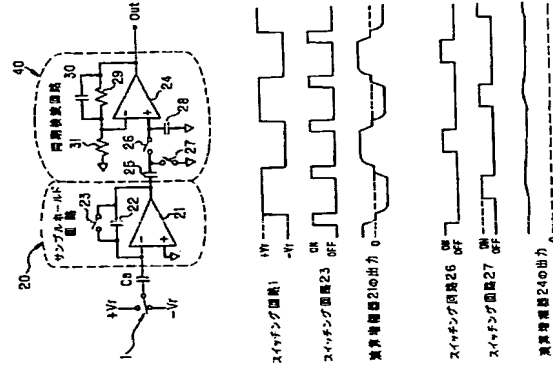 20
サンプルホールド
回路
23
22
21
Ca
+Vr
-Vr
1
40
同期検波回路
30
29
31
24
25
26
27
28
Out
スイッチング回路1
+Vr
-Vr
スイッチング回路23
ON
OFF
演算増幅器21の出力
0
スイッチング回路26
ON
OFF
スイッチング回路27
ON
OFF
演算増幅器24の出力
0